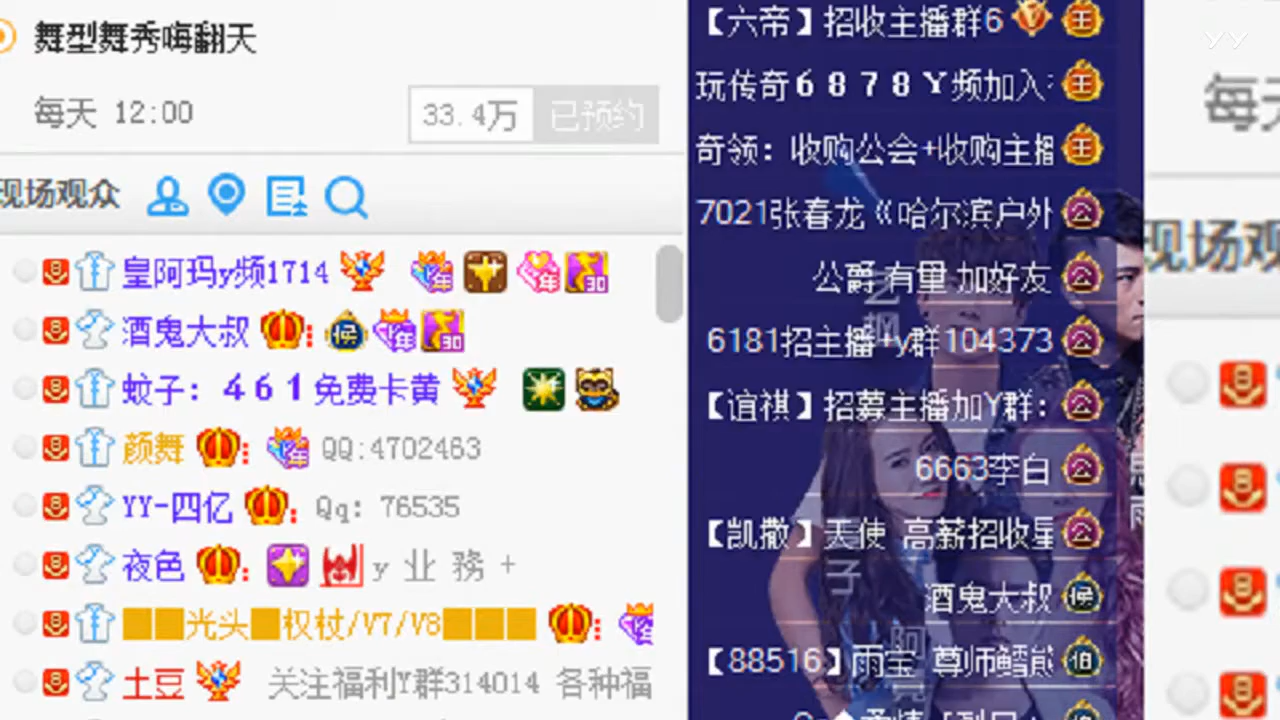 舞型舞秀嗨翻天
每天 12:00
33.4万 已预约
现场观众
皇阿玛y频1714
酒鬼大叔
蚊子：４６１免费卡黄
颜舞 QQ:4702463
YY-四亿 Qq: 76535
夜色 y 业 務 +
■■光头■权杖/VT/V8■■■
土豆 关注福利Y群314014 各种福
【六帝】招收主播群6
玩传奇６８７８Ｙ频加入
奇领：收购公会+收购主播
7021张春龙《哈尔滨户外
公爵 有量 加好友
6181招主播+y群104373
【谊祺】招募主播加Y群：
6663李白
【凯撒】天使 高薪招收星
酒鬼大叔
【88516】雨宝 尊师鳕熊
YY
每天
现场观